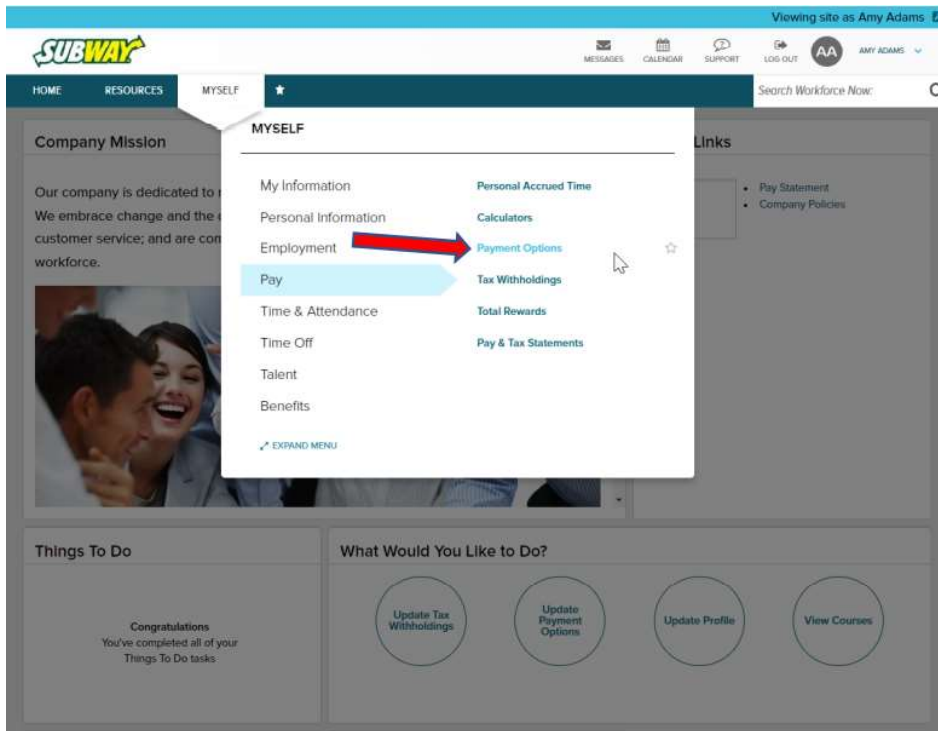 Viewing site as Amy Adams
SUBWAY
MESSAGES
CALENDAR
SUPPORT
LOG OUT
AA
AMY ADAMS
HOME
RESOURCES
MYSELF
Search Workforce Now:
MYSELF
My Information
Personal Information
Employment
Pay
Time & Attendance
Time Off
Talent
Benefits
EXPAND MENU
Personal Accrued Time
Calculators
Payment Options
Tax Withholdings
Total Rewards
Pay & Tax Statements
Company Mission
Our company is dedicated to
We embrace change and the
customer service; and are
workforce.
Links
Pay Statement
Company Policies
Things To Do
Congratulations
You've completed all of your
Things To Do tasks
What Would You Like to Do?
Update Tax
Withholdings
Update
Payment
Options
Update Profile
View Courses